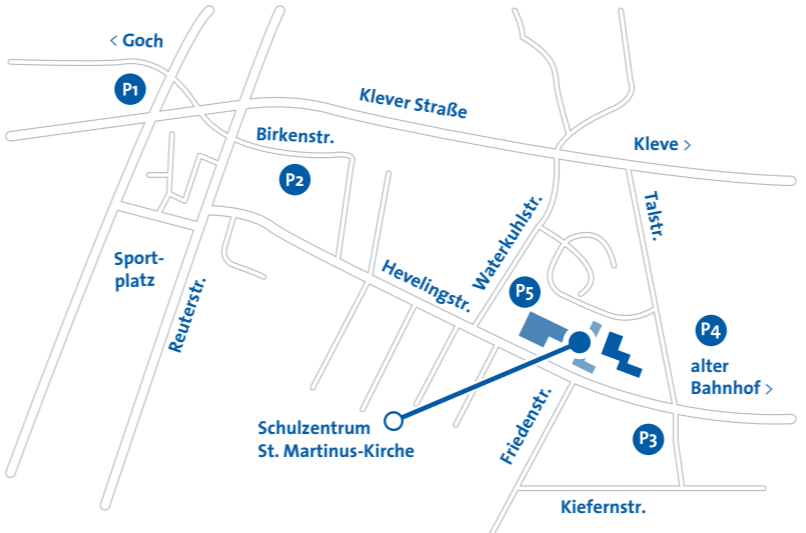 < Goch
P1
Klever Straße
Birkenstr.
Kleve >
P2
Talstr.
Waterkuhlstr.
Sport-
platz
Hevelingstr.
P5
Reuterstr.
P4
alter
Bahnhof >
Schulzentrum
St. Martinus-Kirche
Friedenstr.
P3
Kiefernstr.